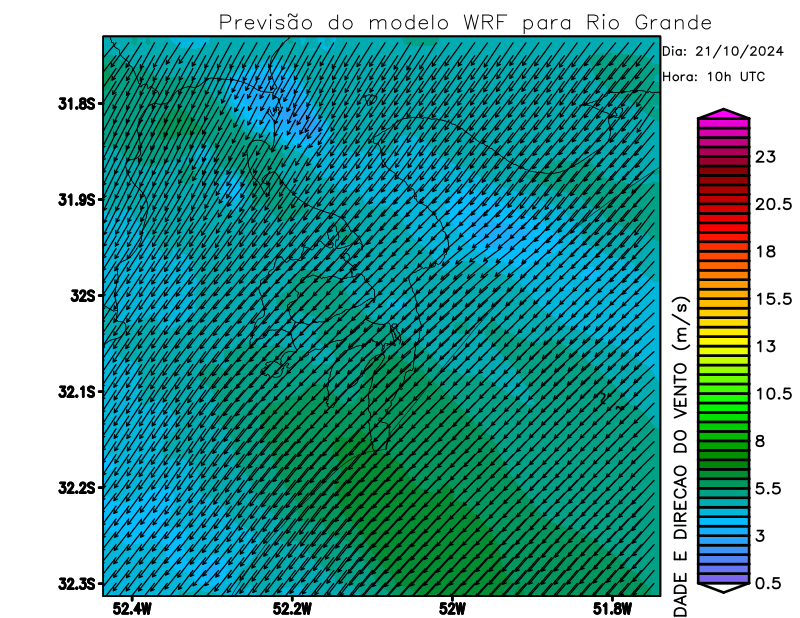 Previsão do modelo WRF para Rio Grande
Dia: 21/10/2024
Hora: 10h UTC
31.8S
31.9S
32S
32.1S
32.2S
32.3S
52.4W
52.2W
52W
51.8W
DADE E DIRECAO DO VENTO (m/s)
23
20.5
18
15.5
13
10.5
8
5.5
3
0.5